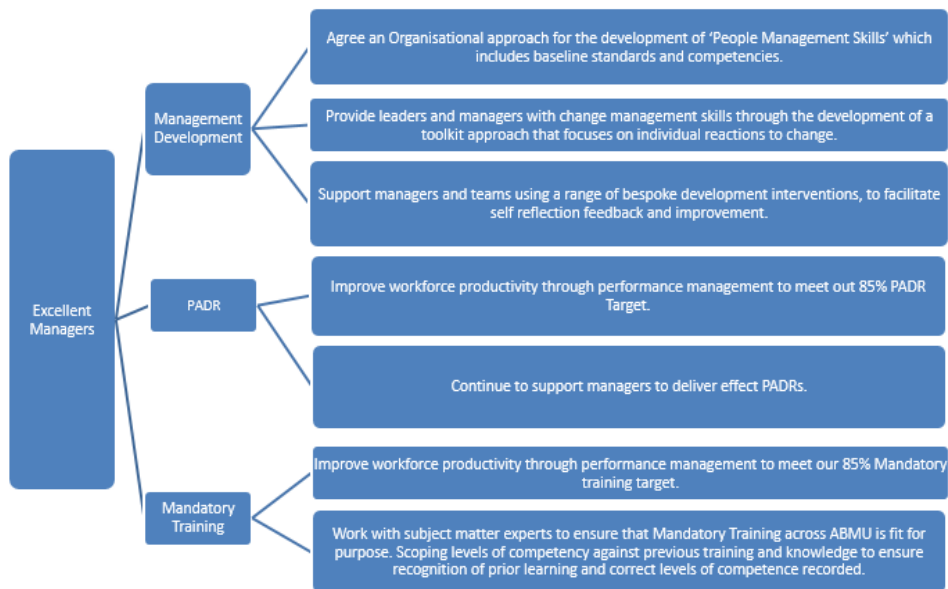 Agree an Organisational approach for the development of ‘People Management Skills’ which
includes baseline standards and competencies.
Management
Development
Provide leaders and managers with change management skills through the development of a
toolkit approach that focuses on individual reactions to change.
Support managers and teams using a range of bespoke development interventions, to facilitate
self reflection feedback and improvement.
Excellent
Managers
PADR
Improve workforce productivity through performance management to meet out 85% PADR
Target.
Continue to support managers to deliver effect PADRs.
Mandatory
Training
Improve workforce productivity through performance management to meet our 85% Mandatory
training target.
Work with subject matter experts to ensure that Mandatory Training across ABMU is fit for
purpose. Scoping levels of competency against previous training and knowledge to ensure
recognition of prior learning and correct levels of competence recorded.